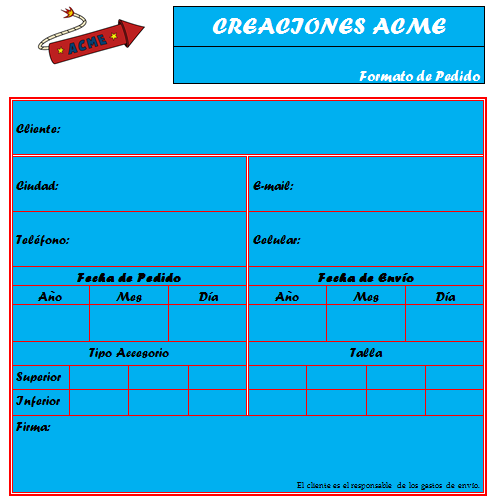 ACME
CREACIONES ACME
Formato de Pedido
Cliente:
Ciudad: E-mail:
Teléfono: Celular:
Fecha de Pedido Fecha de Envío
Año Mes Día Año Mes Día
Tipo Accesorio Talla
Superior
Inferior
Firma:
El cliente es el responsable de los gastos de envío.